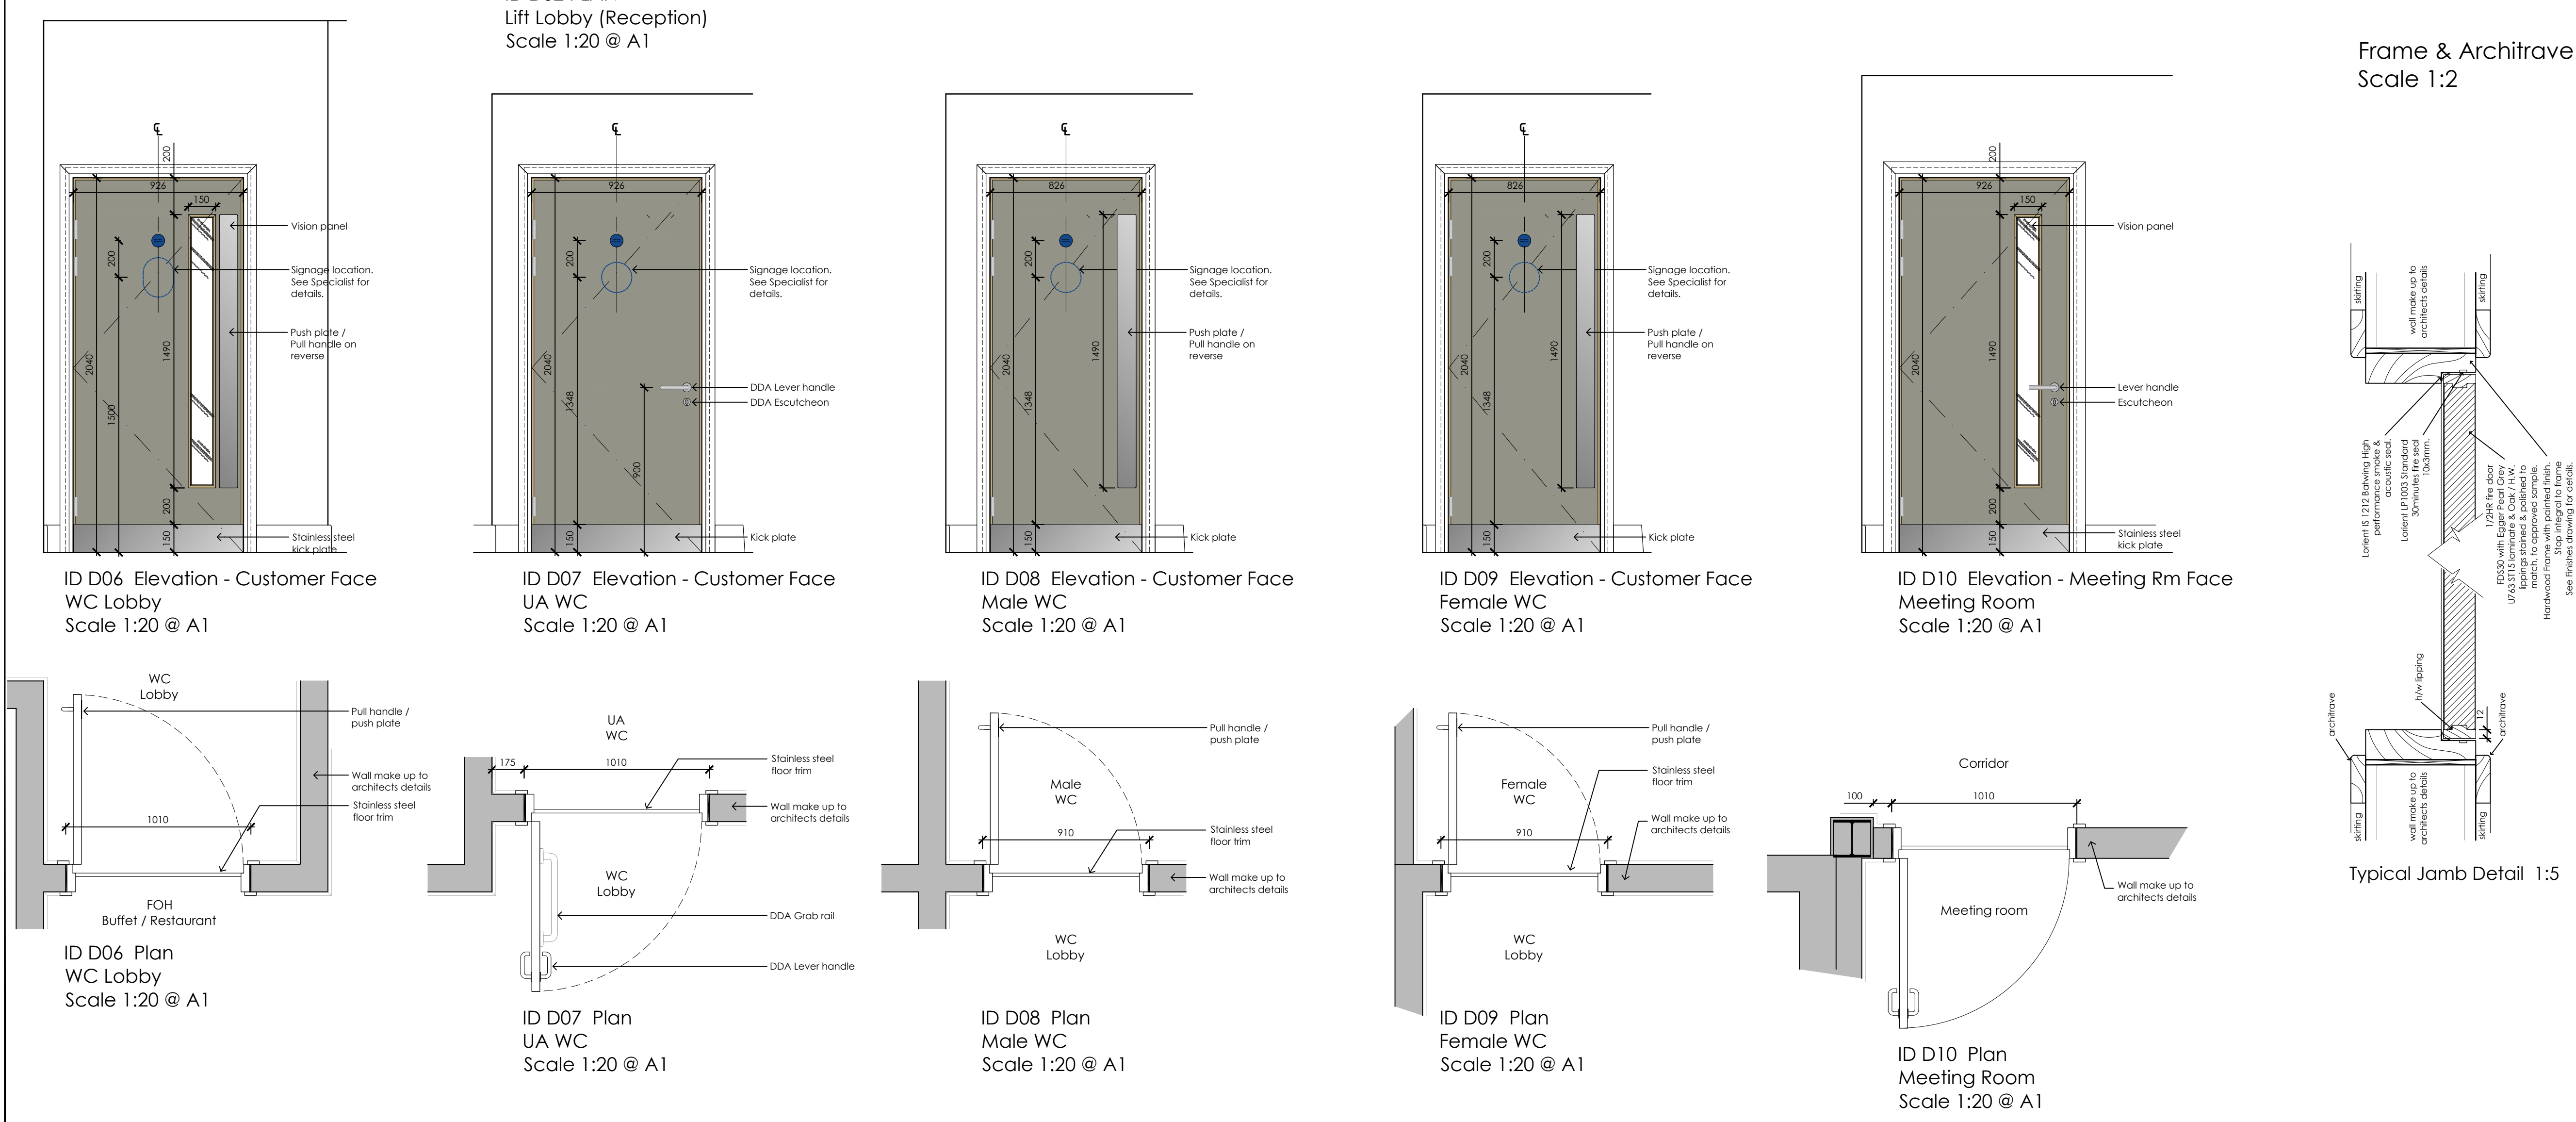 Lift Lobby (Reception)
Scale 1:20 @ A1
Frame & Architrave
Scale 1:2
200
926
150
200
2040
1490
1500
200
150
Vision panel
Signage location.
See Specialist for
details.
Push plate /
Pull handle on
reverse
Stainless steel
kick plate
ID D06 Elevation - Customer Face
WC Lobby
Scale 1:20 @ A1
926
200
2040
1348
900
150
Signage location.
See Specialist for
details.
DDA Lever handle
DDA Escutcheon
Kick plate
ID D07 Elevation - Customer Face
UA WC
Scale 1:20 @ A1
826
200
2040
1490
1348
150
Signage location.
See Specialist for
details.
Push plate /
Pull handle on
reverse
Kick plate
ID D08 Elevation - Customer Face
Male WC
Scale 1:20 @ A1
826
200
2040
1490
1348
150
Signage location.
See Specialist for
details.
Push plate /
Pull handle on
reverse
Kick plate
ID D09 Elevation - Customer Face
Female WC
Scale 1:20 @ A1
200
926
150
2040
1490
200
150
Vision panel
Lever handle
Escutcheon
Stainless steel
kick plate
ID D10 Elevation - Meeting Rm Face
Meeting Room
Scale 1:20 @ A1
WC
Lobby
Pull handle /
push plate
Wall make up to
architects details
Stainless steel
floor trim
1010
FOH
Buffet / Restaurant
ID D06 Plan
WC Lobby
Scale 1:20 @ A1
UA
WC
175
1010
Stainless steel
floor trim
Wall make up to
architects details
WC
Lobby
DDA Grab rail
DDA Lever handle
ID D07 Plan
UA WC
Scale 1:20 @ A1
Pull handle /
push plate
Male
WC
910
Stainless steel
floor trim
Wall make up to
architects details
WC
Lobby
ID D08 Plan
Male WC
Scale 1:20 @ A1
Pull handle /
push plate
Stainless steel
floor trim
Female
WC
910
Wall make up to
architects details
WC
Lobby
ID D09 Plan
Female WC
Scale 1:20 @ A1
Corridor
100
1010
Meeting room
Wall make up to
architects details
ID D10 Plan
Meeting Room
Scale 1:20 @ A1
skirting
wall make up to
architects details
skirting
Lorient IS 1212 Batwing High
performance smoke &
acoustic seal.
Lorient LP1003 Standard
30minutes fire seal
10x3mm.
1/2HR fire door
FDS30 with Egger Pearl Grey
U763 ST15 laminate & Oak / H.W.
lippings stained & polished to
match. to approved sample.
Hardwood Frame with painted finish.
Stop integral to frame
See Finishes drawing for details.
h/w lipping
12
architrave
architrave
skirting
wall make up to
architects details
skirting
Typical Jamb Detail 1:5